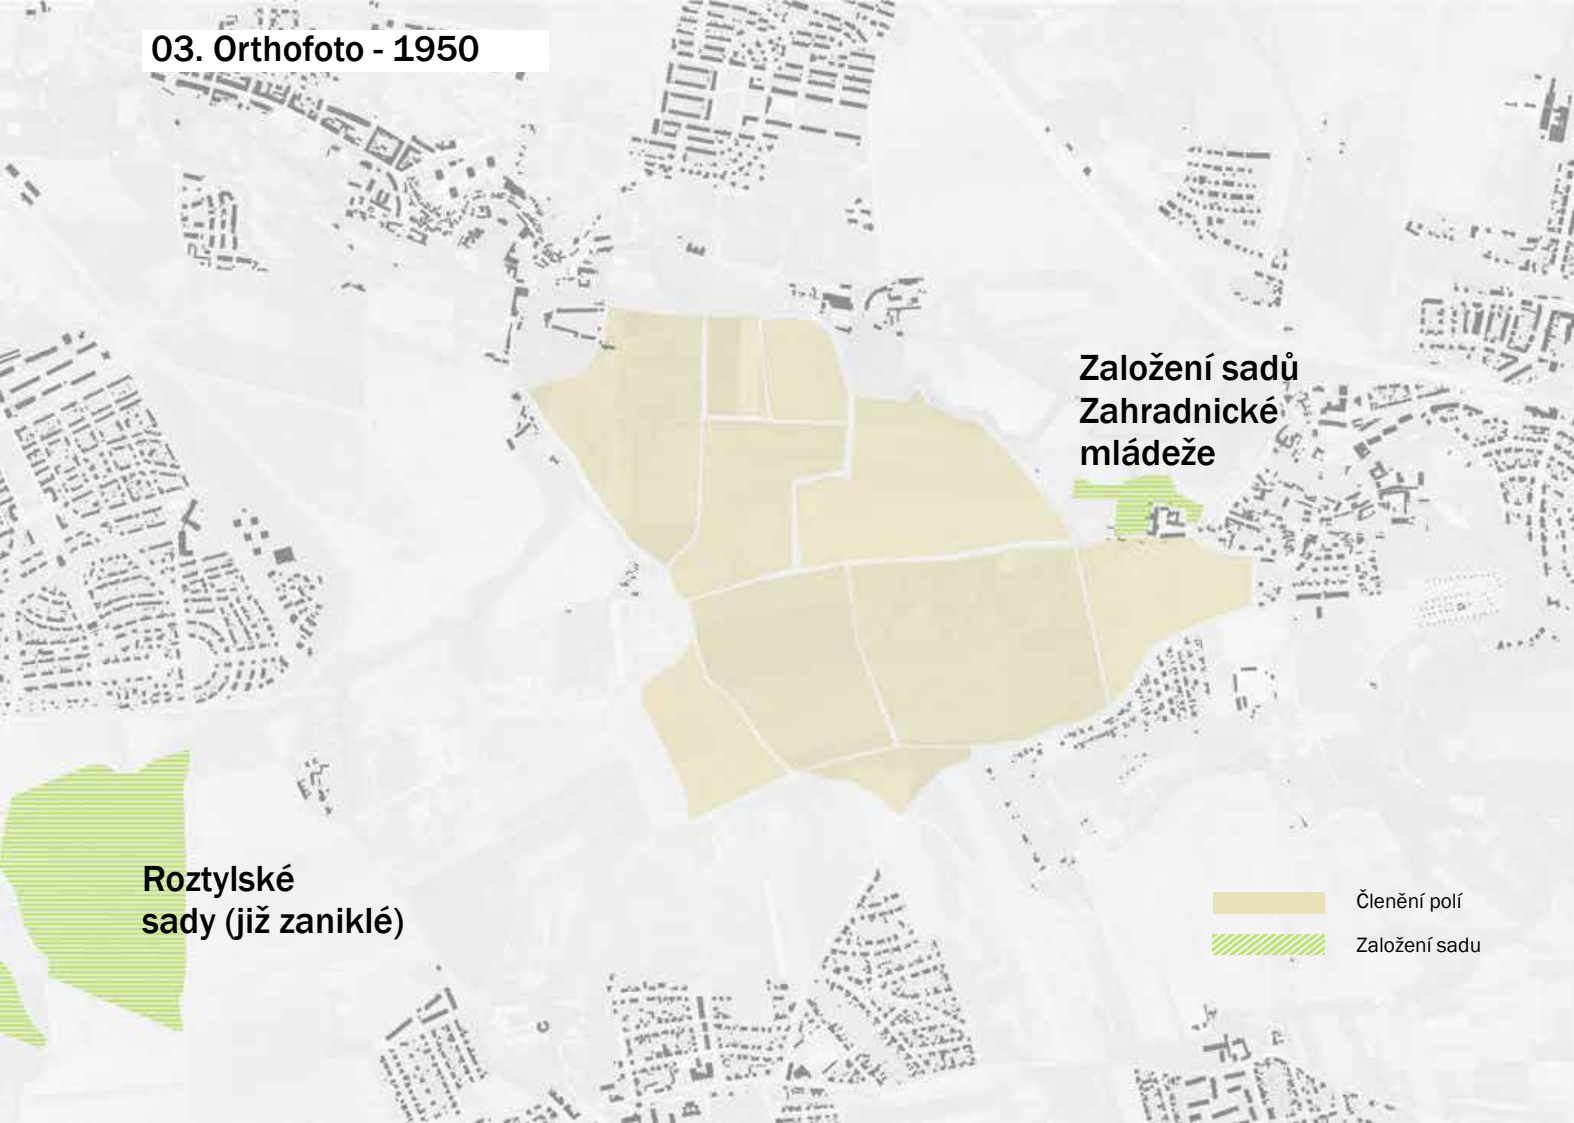 03. Orthofoto - 1950
Založení sadů
Zahradnické
mládeže
Roztylské
sady (již zaniklé)
Členění polí
Založení sadu